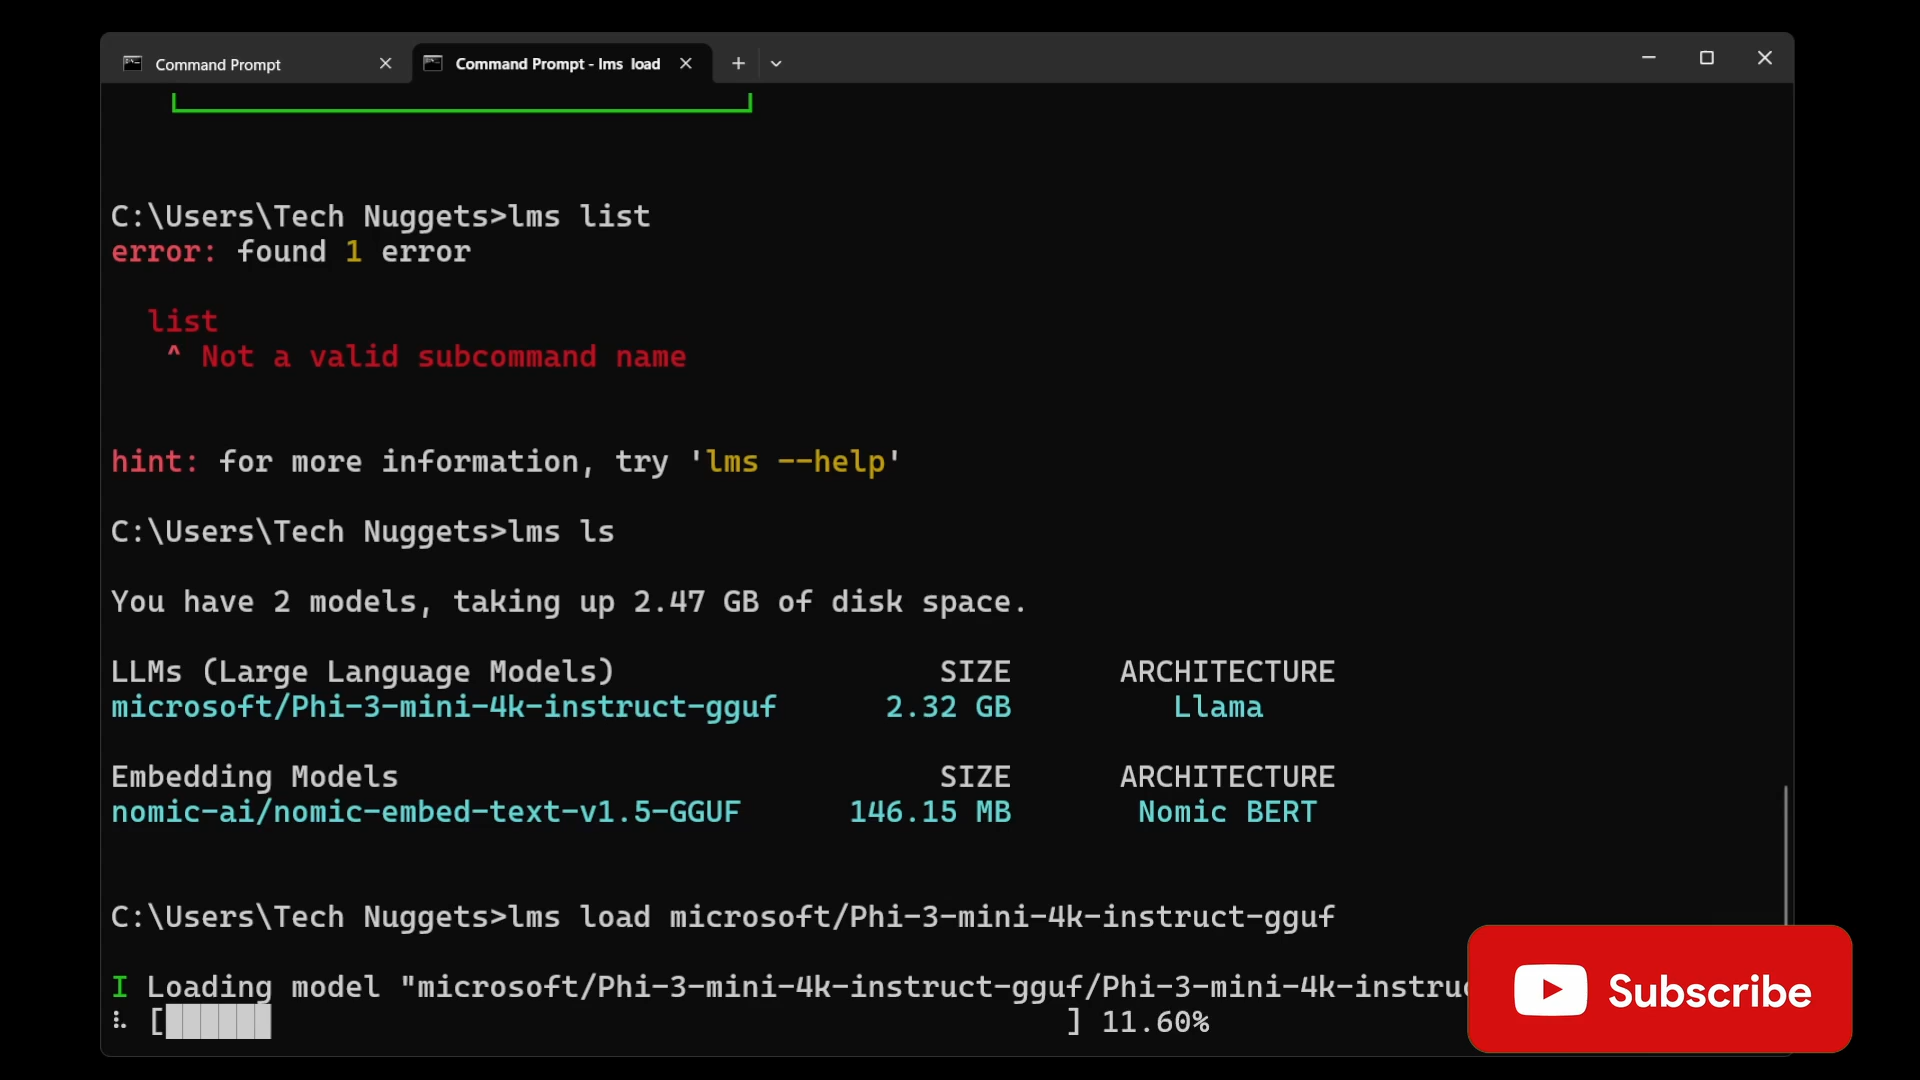 Command Prompt
Command Prompt - lms load
C:\Users\Tech Nuggets>lms list
error: found 1 error
list
^ Not a valid subcommand name
hint: for more information, try 'lms --help'
C:\Users\Tech Nuggets>lms ls
You have 2 models, taking up 2.47 GB of disk space.
LLMs (Large Language Models) SIZE ARCHITECTURE
microsoft/Phi-3-mini-4k-instruct-gguf 2.32 GB Llama
Embedding Models SIZE ARCHITECTURE
nomic-ai/nomic-embed-text-v1.5-GGUF 146.15 MB Nomic BERT
C:\Users\Tech Nuggets>lms load microsoft/Phi-3-mini-4k-instruct-gguf
I Loading model "microsoft/Phi-3-mini-4k-instruct-gguf/Phi-3-mini-4k-instruc
[██████ ] 11.60%
Subscribe